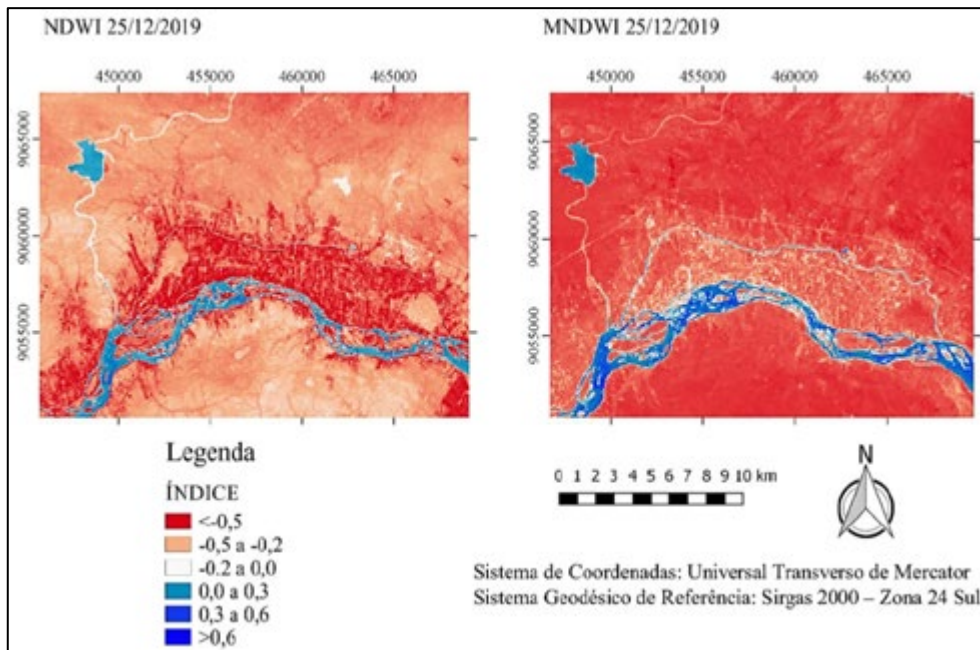 NDWI 25/12/2019
MNDWI 25/12/2019
450000 455000 460000 465000
450000 455000 460000 465000
9065000
9060000
9055000
9065000
9060000
9055000
Legenda
ÍNDICE
<-0,5
-0,5 a -0,2
-0.2 a 0,0
0,0 a 0,3
0,3 a 0,6
>0,6
0 1 2 3 4 5 6 7 8 9 10 km
N
Sistema de Coordenadas: Universal Transverso de Mercator
Sistema Geodésico de Referência: Sirgas 2000 – Zona 24 Sul